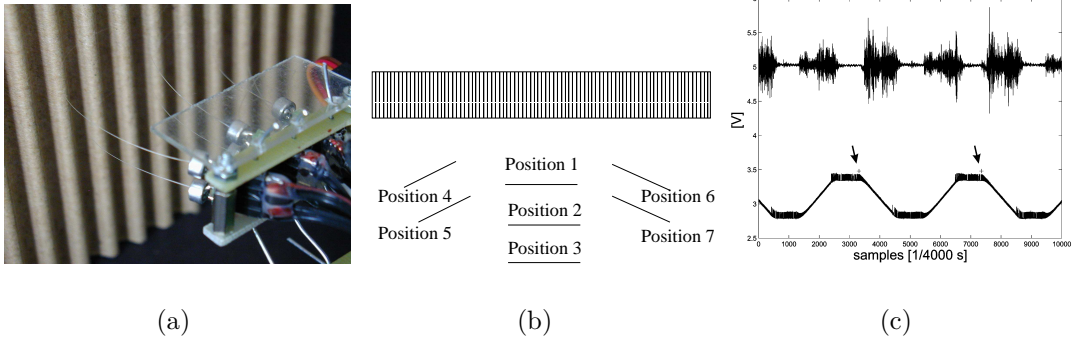 Position 1
Position 4
Position 6
Position 2
Position 5
Position 7
Position 3
[V]
5.5
5
4.5
4
3.5
3
2.5
0
1000
2000
3000
4000
5000
6000
7000
8000
9000
10000
samples [1/4000 s]
(a)
(b)
(c)